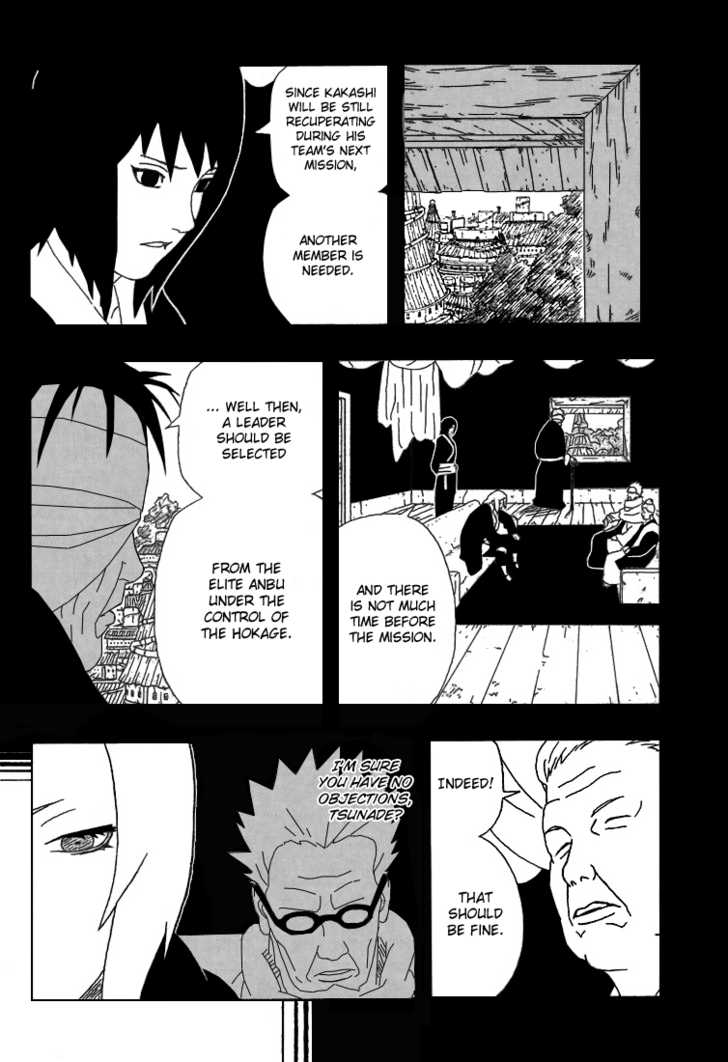 SINCE KAKASHI
WILL BE STILL
RECUPERATING
DURING HIS
TEAM'S NEXT
MISSION,
ANOTHER
MEMBER IS
NEEDED.
AND THERE
IS NOT MUCH
TIME BEFORE
THE MISSION.
... WELL THEN,
A LEADER
SHOULD BE
SELECTED
FROM THE
ELITE ANBU
UNDER THE
CONTROL OF
THE HOKAGE.
INDEED!
THAT
SHOULD
BE FINE.
I'M SURE
YOU HAVE NO
OBJECTIONS,
TSUNADE?